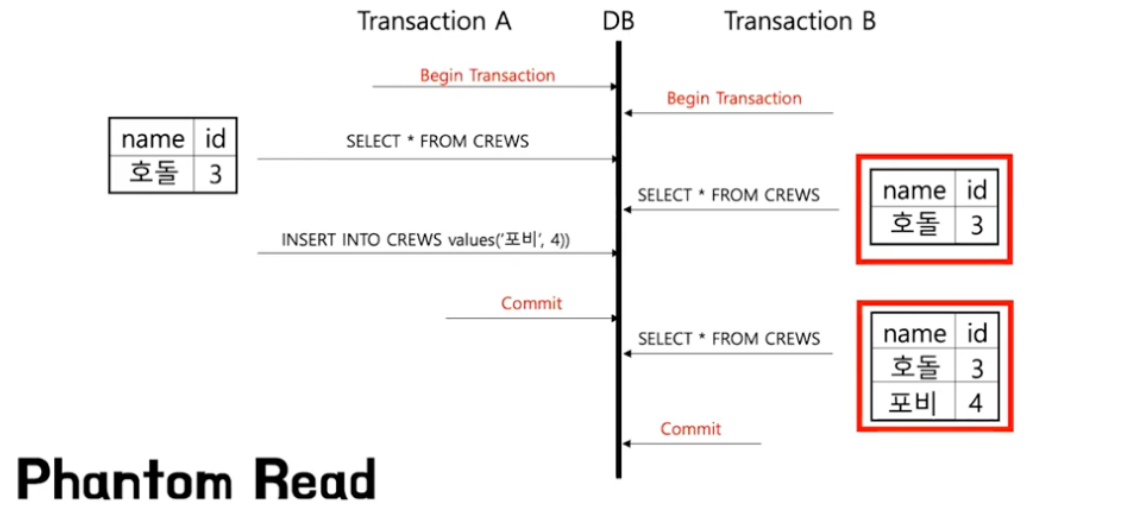 Transaction A DB Transaction B
Begin Transaction
Begin Transaction
name id
호돌 3
SELECT * FROM CREWS
SELECT * FROM CREWS
name id
호돌 3
INSERT INTO CREWS values('포비', 4))
Commit
SELECT * FROM CREWS
name id
호돌 3
포비 4
Commit
Phantom Read